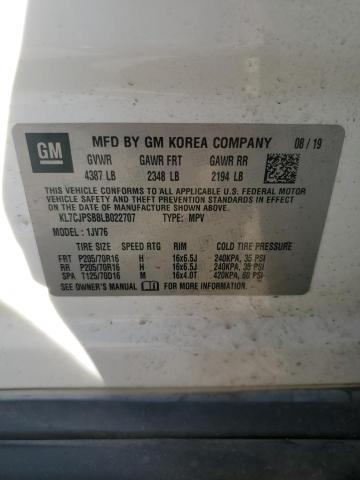 GM
MFD BY GM KOREA COMPANY 08/19
GVWR GAWR FRT GAWR RR
4387 LB 2348 LB 2194 LB
THIS VEHICLE CONFORMS TO ALL APPLICABLE U.S. FEDERAL
MOTOR VEHICLE SAFETY, BUMPER, AND THEFT PREVENTION STANDARDS
IN EFFECT ON THE DATE OF MANUFACTURE SHOWN ABOVE.
KL7CJPSB8LB022707 TYPE: MPV
MODEL: 1JV76
TIRE SIZE SPEED RTG RIM COLD TIRE PRESSURE
FRT P205/70R16 H 16x6.5J 240KPA, 35 PSI
RR P205/70R16 H 16x6.5J 240KPA, 35 PSI
SPA T125/70D16 M 16x4.0T 420KPA, 60 PSI
SEE OWNER'S MANUAL FOR MORE INFORMATION.